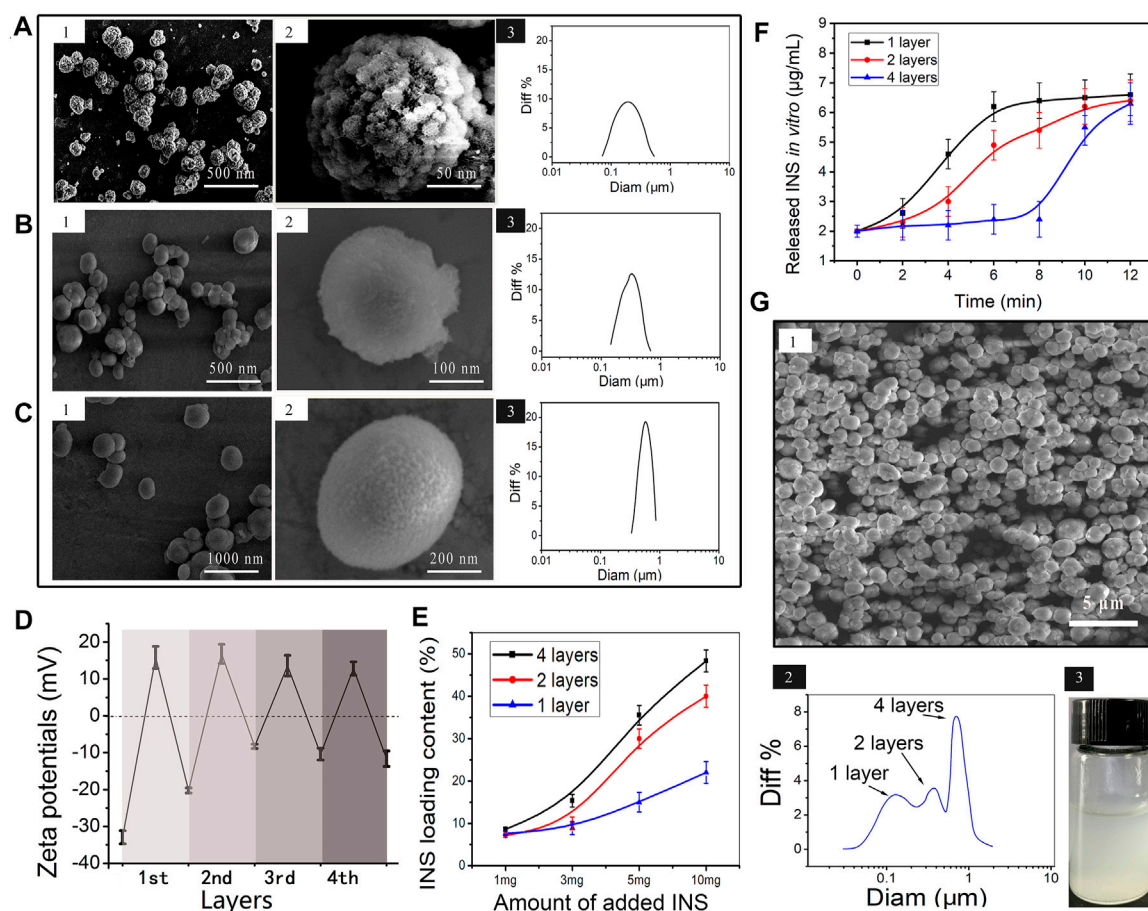 A
1
500 nm
2
50 nm
3
Diff %
20
15
10
5
0
0.01
0.1
1
10
Diam (µm)
B
1
500 nm
2
100 nm
3
Diff %
20
15
10
5
0
0.01
0.1
1
10
Diam (µm)
C
1
1000 nm
2
200 nm
3
Diff %
20
15
10
5
0
0.01
0.1
1
10
Diam (µm)
D
Zeta potentials (mV)
20
10
0
-10
-20
-30
-40
1st
2nd
3rd
4th
Layers
E
INS loading content (%)
50
40
30
20
10
0
4 layers
2 layers
1 layer
1mg
3mg
5mg
10mg
Amount of added INS
F
Released INS in vitro (µg/mL)
9
8
7
6
5
4
3
2
1
1 layer
2 layers
4 layers
0
2
4
6
8
10
12
Time (min)
G
1
5 µm
2
Diff %
8
6
4
2
0
1 layer
2 layers
4 layers
0.1
1
Diam (µm)
3